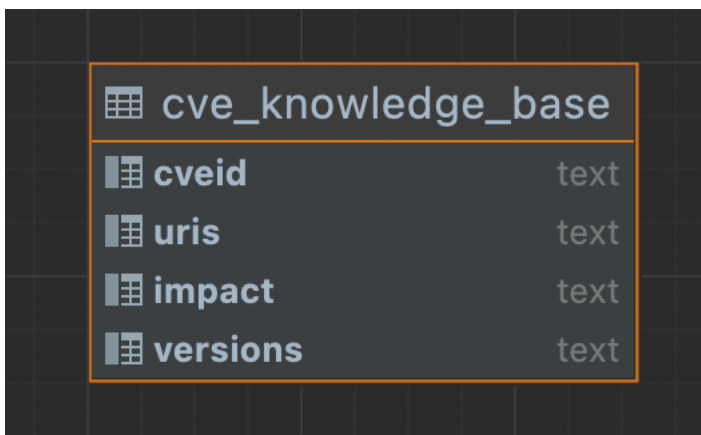 cve_knowledge_base
cveid text
uris text
impact text
versions text